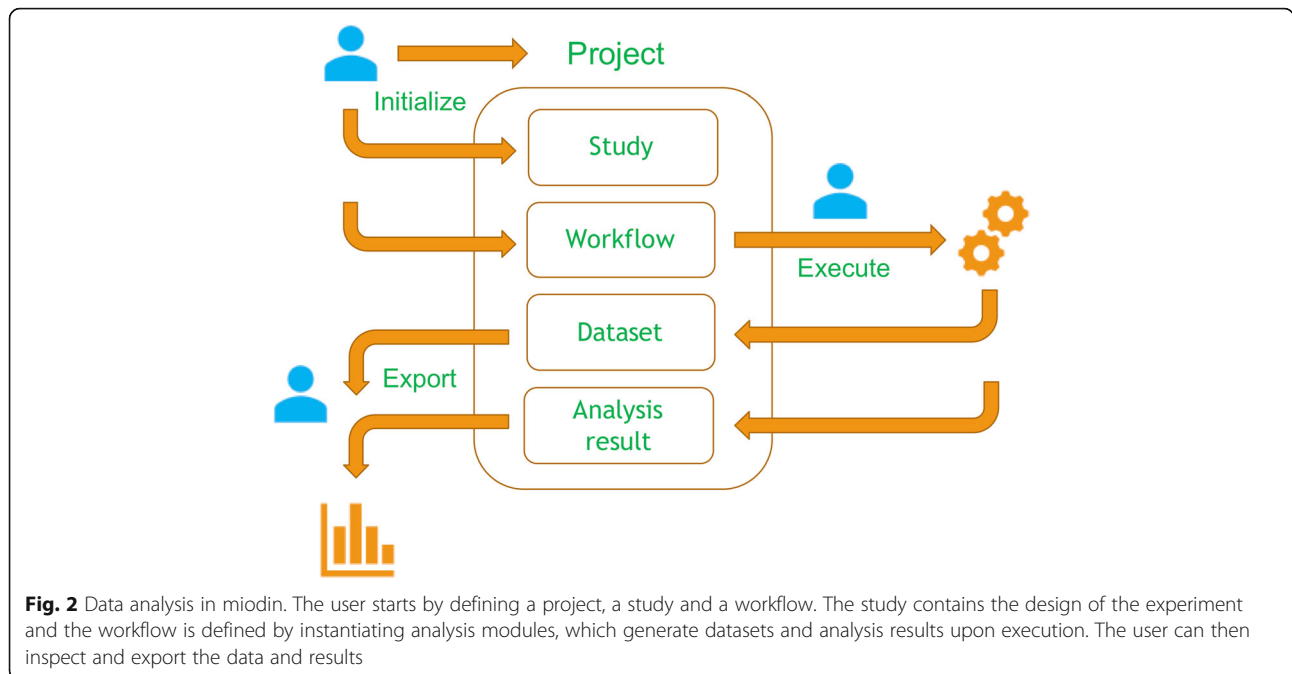 Project
Initialize
Study
Workflow
Execute
Dataset
Export
Analysis
result
Fig. 2 Data analysis in miodin. The user starts by defining a project, a study and a workflow. The study contains the design of the experiment
and the workflow is defined by instantiating analysis modules, which generate datasets and analysis results upon execution. The user can then
inspect and export the data and results